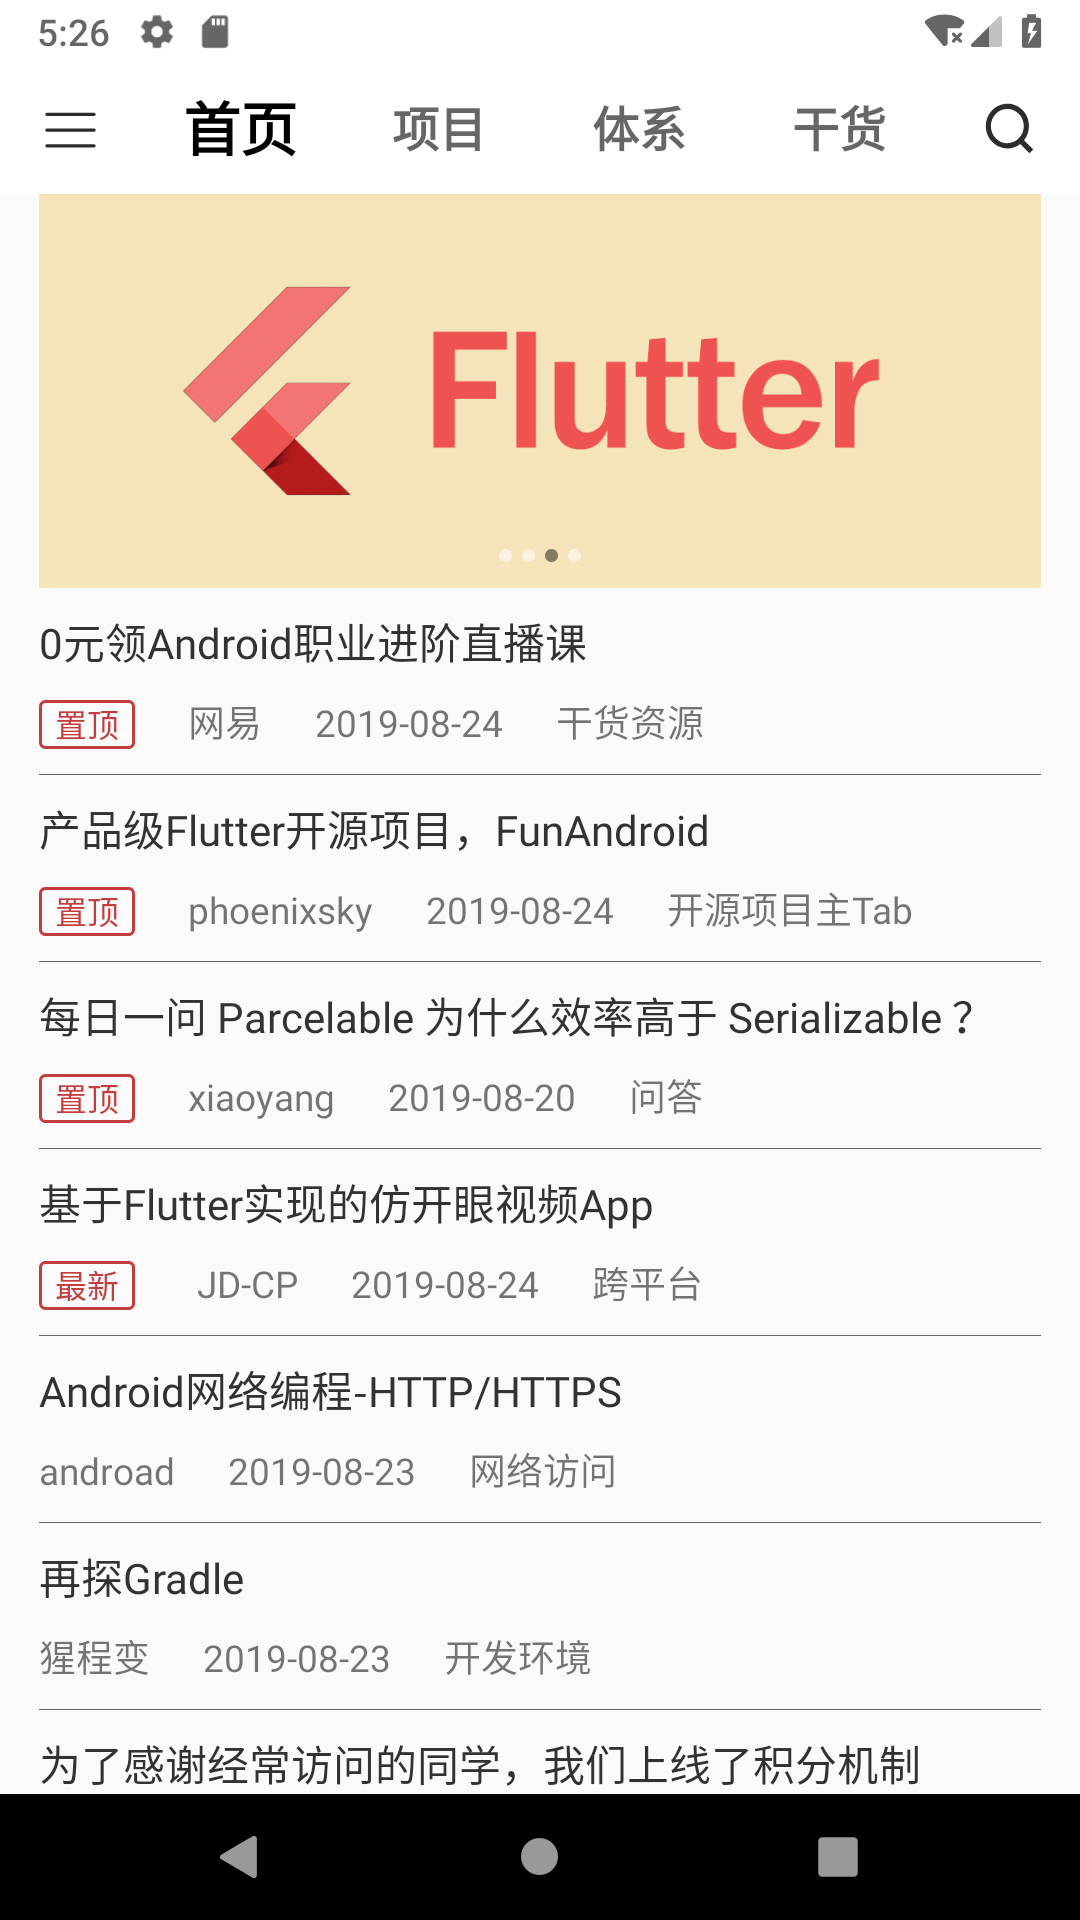 5:26
首页 项目 体系 干货
Flutter
0元领Android职业进阶直播课
置顶 网易 2019-08-24 干货资源
产品级Flutter开源项目，FunAndroid
置顶 phoenixsky 2019-08-24 开源项目主Tab
每日一问 Parcelable 为什么效率高于 Serializable ？
置顶 xiaoyang 2019-08-20 问答
基于Flutter实现的仿开眼视频App
最新 JD-CP 2019-08-24 跨平台
Android网络编程-HTTP/HTTPS
androad 2019-08-23 网络访问
再探Gradle
猩程变 2019-08-23 开发环境
为了感谢经常访问的同学，我们上线了积分机制